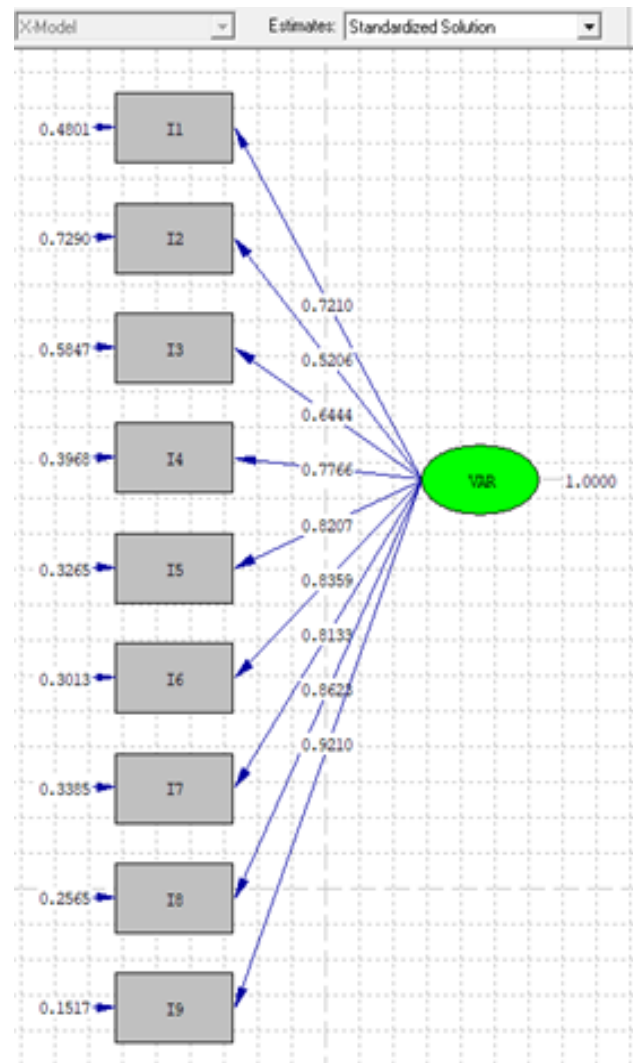 X-Model Estimates: Standardized Solution
0.4801 I1
0.7290 I2
0.7210
0.5847 I3
0.5206
0.6444
0.3968 I4
0.7766
VAR 1.0000
0.8207
0.3265 I5
0.8359
0.8133
0.3013 I6
0.8623
0.9210
0.3385 I7
0.2565 I8
0.1517 I9